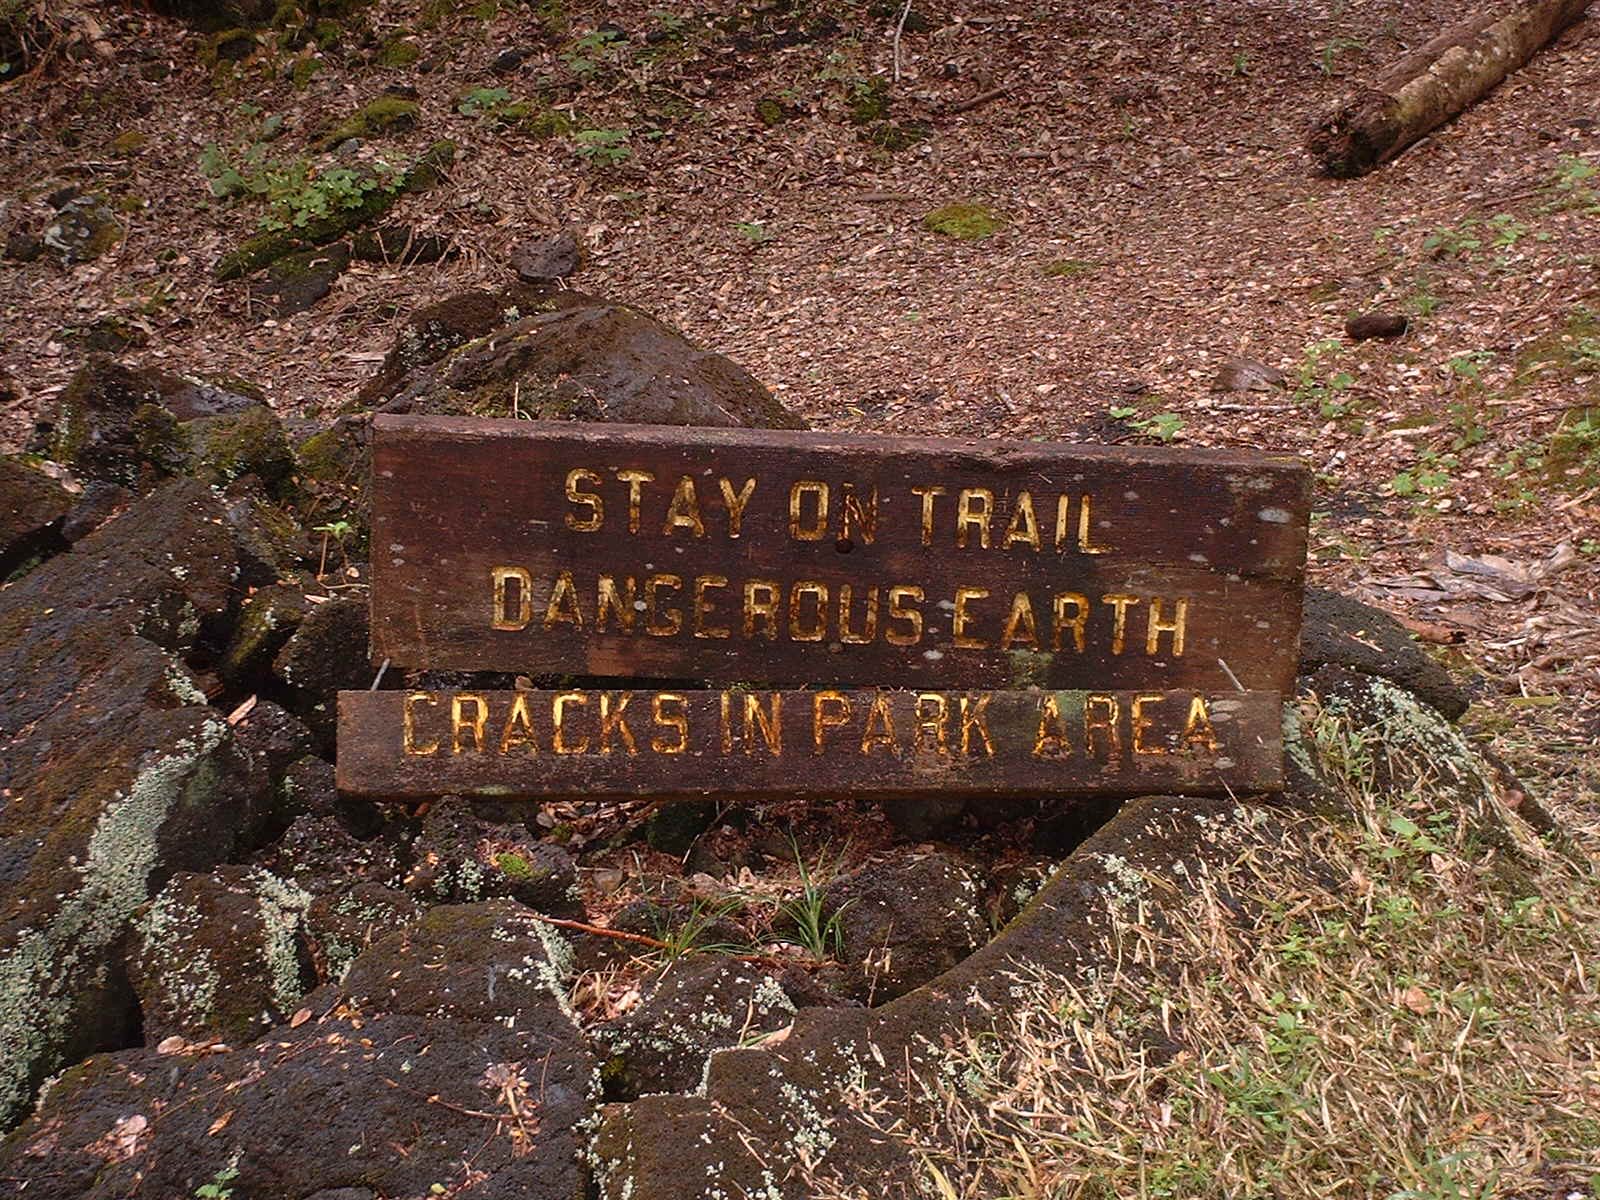 STAY ON TRAIL
DANGEROUS EARTH
CRACKS IN PARK AREA